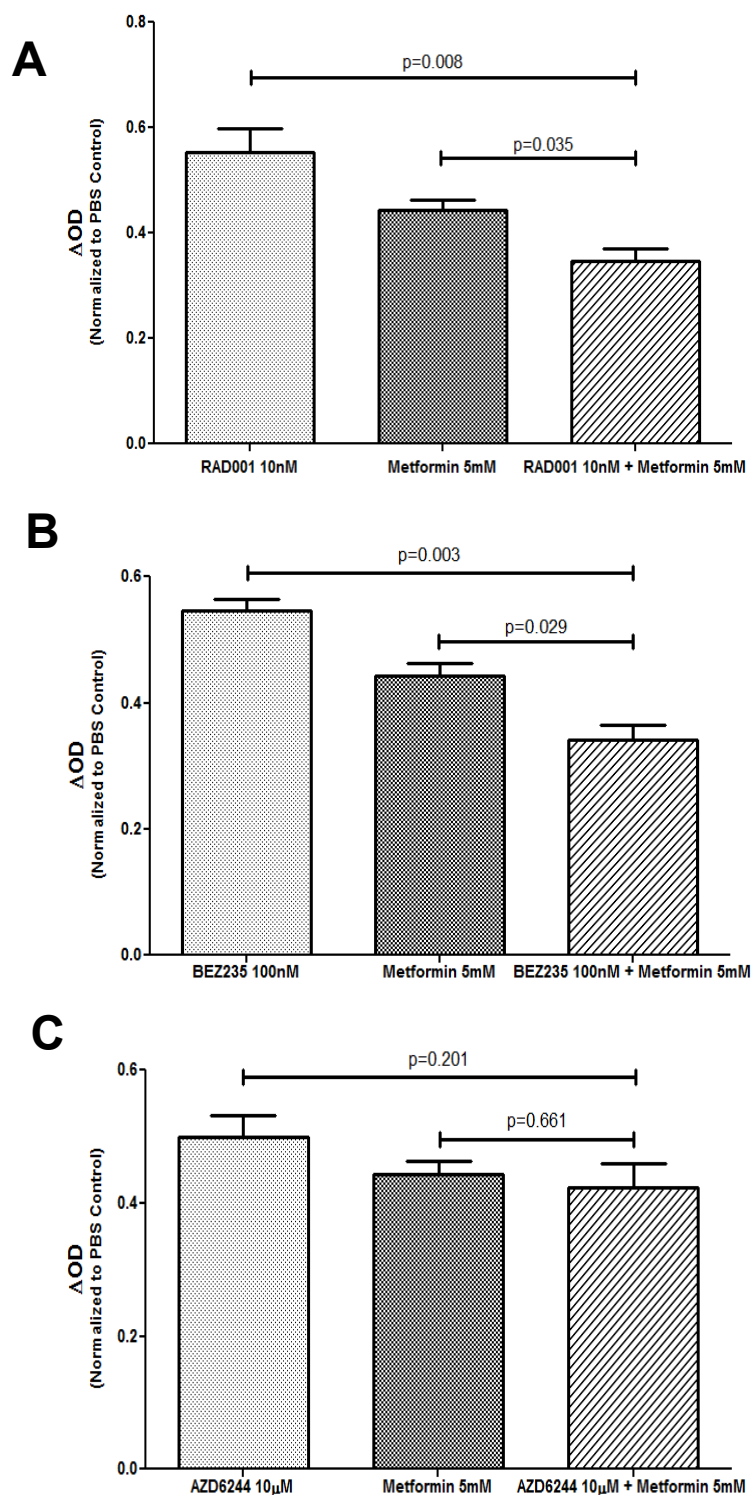 A
0.8
p=0.008
0.6
p=0.035
0.4
0.2
0.0
ΔOD
(Normalized to PBS Control)
RAD001 10nM
Metformin 5mM
RAD001 10nM + Metformin 5mM
B
p=0.003
0.6
p=0.029
0.4
0.2
0.0
ΔOD
(Normalized to PBS Control)
BEZ235 100nM
Metformin 5mM
BEZ235 100nM + Metformin 5mM
C
0.6
p=0.201
p=0.661
0.4
0.2
0.0
ΔOD
(Normalized to PBS Control)
AZD6244 10μM
Metformin 5mM
AZD6244 10μM + Metformin 5mM